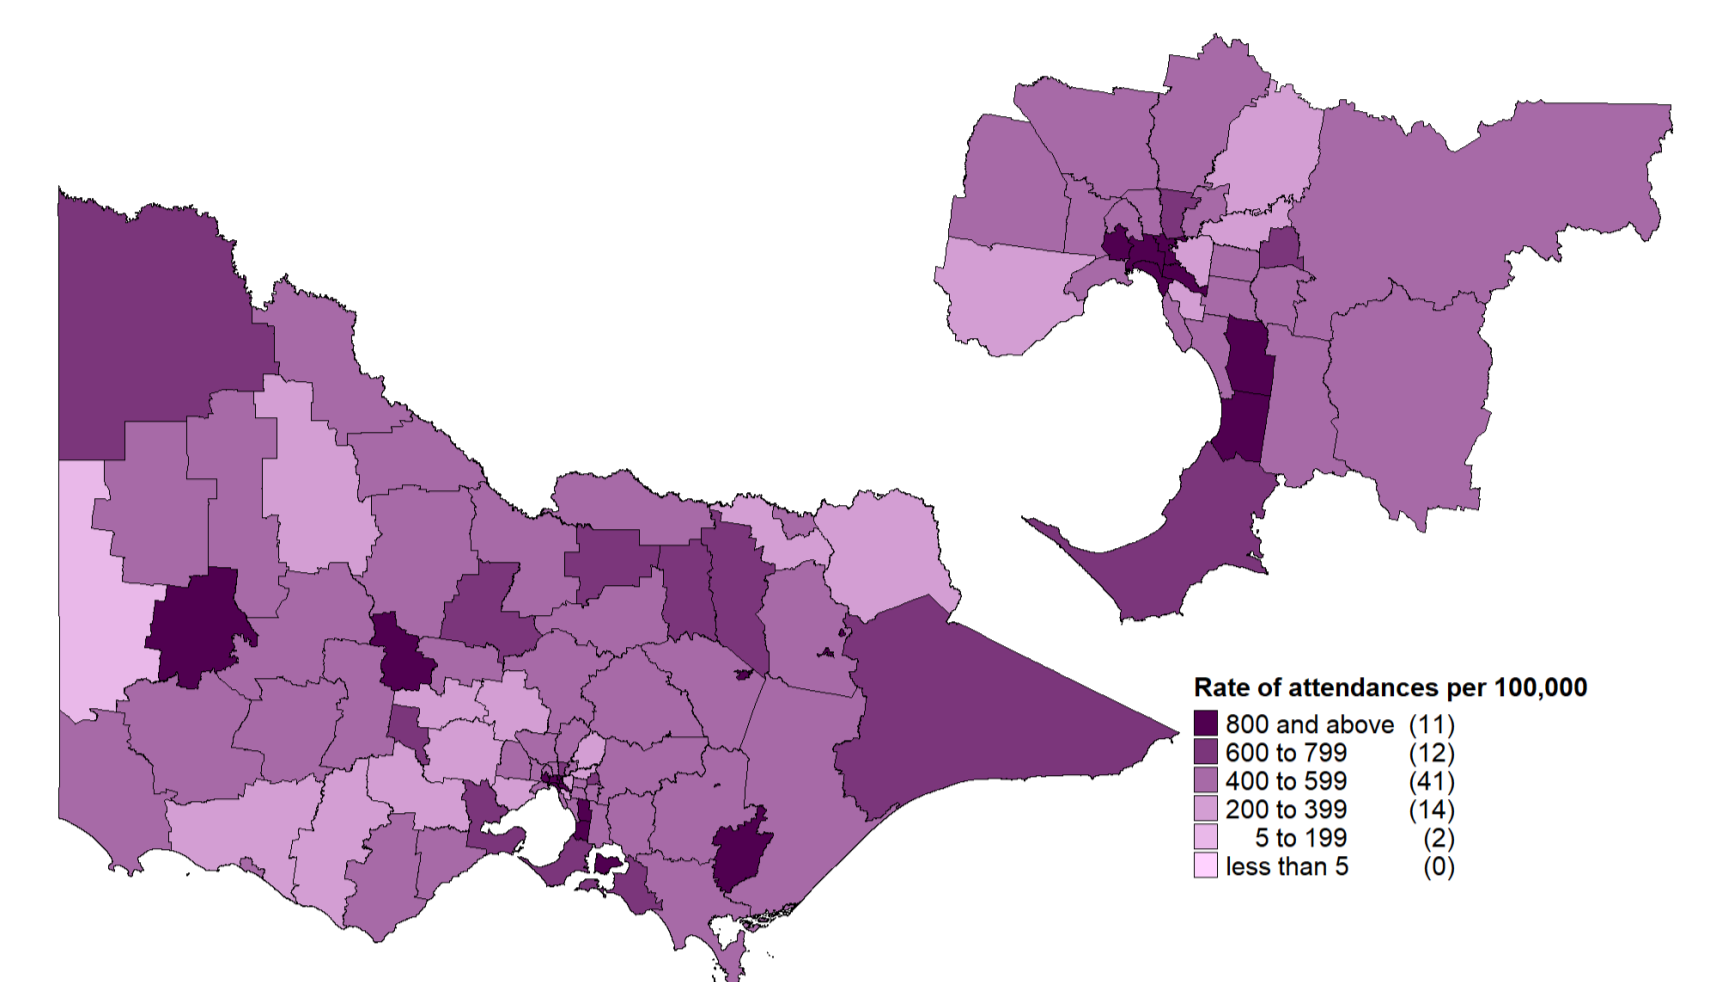 Rate of attendances per 100,000
800 and above (11)
600 to 799 (12)
400 to 599 (41)
200 to 399 (14)
5 to 199 (2)
less than 5 (0)